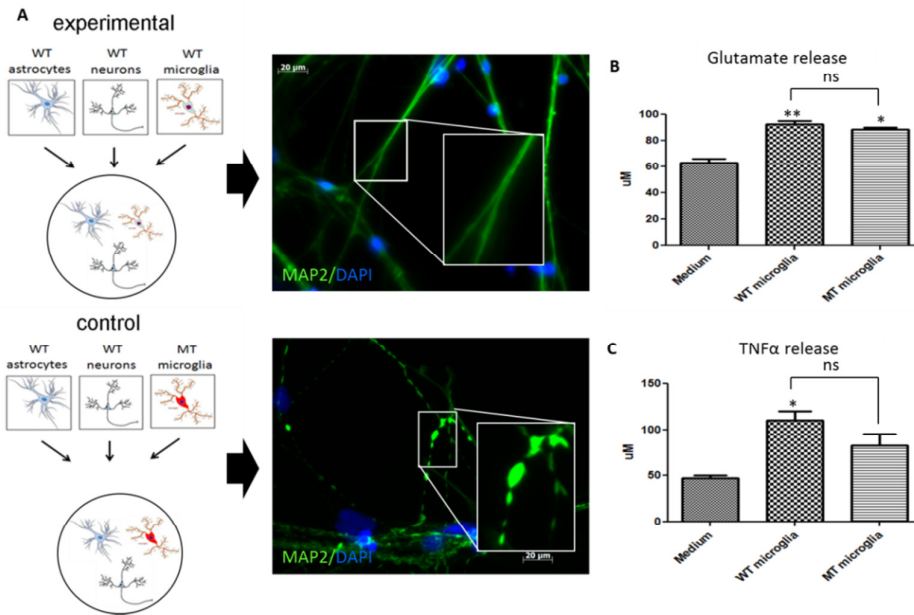 A
experimental
WT
astrocytes
WT
neurons
WT
microglia
20 µm
MAP2/DAPI
control
WT
astrocytes
WT
neurons
MT
microglia
MAP2/DAPI
20 µm
B
Glutamate release
ns
**
*
100
80
60
40
20
0
uM
Medium
WT microglia
MT microglia
C
TNFα release
ns
*
150
100
50
0
uM
Medium
WT microglia
MT microglia